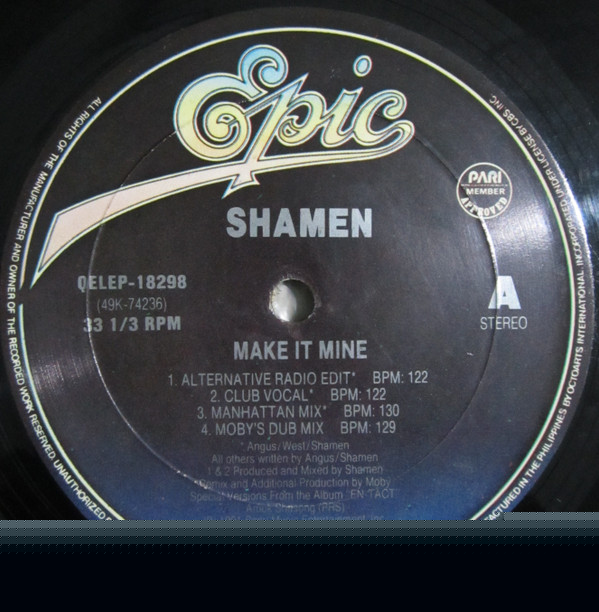 Epic
ALL RIGHTS OF THE MANUFACTURER AND OWNER OF THE RECORDED WORK RESERVED. UNAUTHORIZED
PARI
MEMBER
APPROVED
SHAMEN
QELEP-18298
(49K-74236)
33 1/3 RPM
A
STEREO
MAKE IT MINE
1. ALTERNATIVE RADIO EDIT* BPM: 122
2. CLUB VOCAL* BPM: 122
3. MANHATTAN MIX* BPM: 130
4. MOBY'S DUB MIX BPM: 129
* Angus/West/Shamen
All others written by Angus/Shamen
1 & 2 Produced and Mixed by Shamen
Remix and Additional Production by Moby
Special Versions From the Album : EN-TACT
IN THE PHILIPPINES BY OCTOARTS INTERNATIONAL, INCORPORATED UNDER LICENSE BY CBS INC.